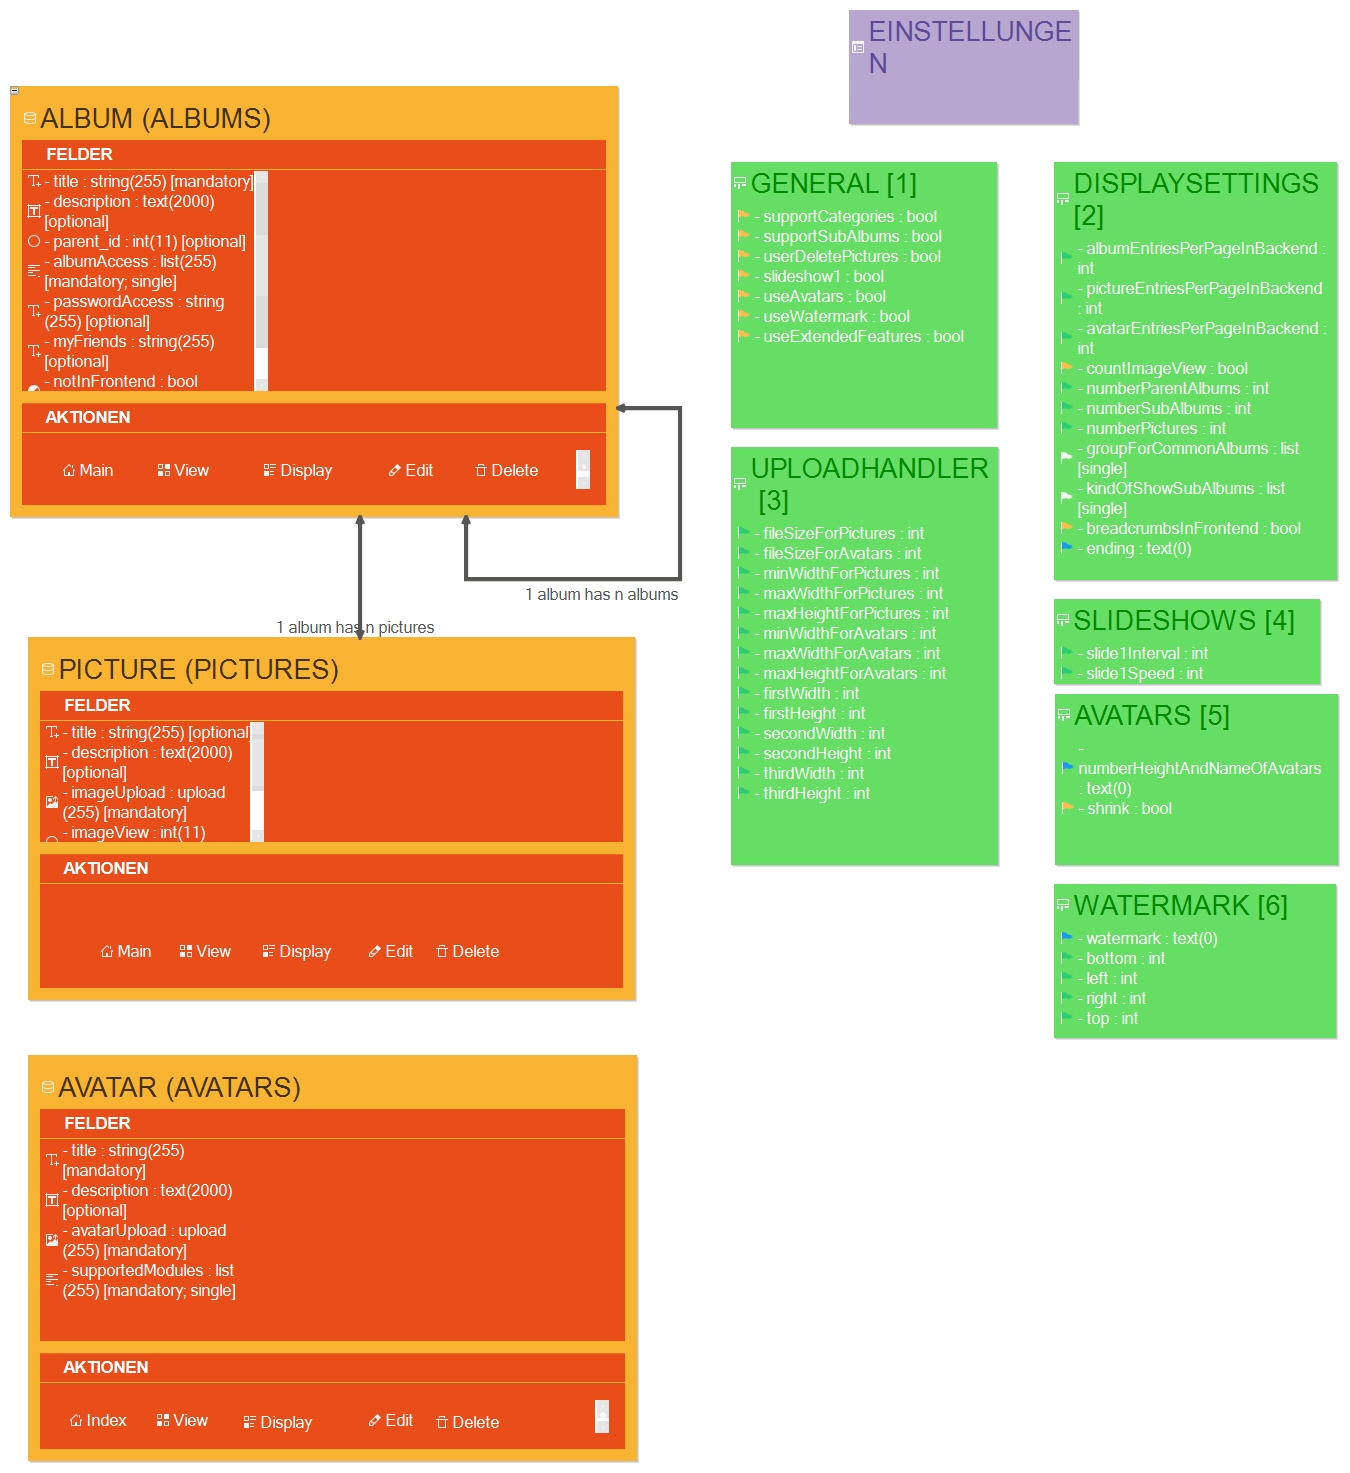 EINSTELLUNGE
N
ALBUM (ALBUMS)
FELDER
- title : string(255) [mandatory]
- description : text(2000)
[optional]
- parent_id : int(11) [optional]
- albumAccess : list(255)
[mandatory; single]
- passwordAccess : string
(255) [optional]
- myFriends : string(255)
[optional]
- notInFrontend : bool
AKTIONEN
Main View Display Edit Delete
1 album has n albums
1 album has n pictures
PICTURE (PICTURES)
FELDER
- title : string(255) [optional]
- description : text(2000)
[optional]
- imageUpload : upload
(255) [mandatory]
- imageView : int(11)
AKTIONEN
Main View Display Edit Delete
AVATAR (AVATARS)
FELDER
- title : string(255)
[mandatory]
- description : text(2000)
[optional]
- avatarUpload : upload
(255) [mandatory]
- supportedModules : list
(255) [mandatory; single]
AKTIONEN
Index View Display Edit Delete
GENERAL [1]
- supportCategories : bool
- supportSubAlbums : bool
- userDeletePictures : bool
- slideshow1 : bool
- useAvatars : bool
- useWatermark : bool
- useExtendedFeatures : bool
UPLOADHANDLER
[3]
- fileSizeForPictures : int
- fileSizeForAvatars : int
- minWidthForPictures : int
- maxWidthForPictures : int
- maxHeightForPictures : int
- minWidthForAvatars : int
- maxWidthForAvatars : int
- maxHeightForAvatars : int
- firstWidth : int
- firstHeight : int
- secondWidth : int
- secondHeight : int
- thirdWidth : int
- thirdHeight : int
DISPLAYSETTINGS
[2]
- albumEntriesPerPageInBackend :
int
- pictureEntriesPerPageInBackend
: int
- avatarEntriesPerPageInBackend :
int
- countImageView : bool
- numberParentAlbums : int
- numberSubAlbums : int
- numberPictures : int
- groupForCommonAlbums : list
[single]
- kindOfShowSubAlbums : list
[single]
- breadcrumbsInFrontend : bool
- ending : text(0)
SLIDESHOWS [4]
- slide1Interval : int
- slide1Speed : int
AVATARS [5]
-
numberHeightAndNameOfAvatars
: text(0)
- shrink : bool
WATERMARK [6]
- watermark : text(0)
- bottom : int
- left : int
- right : int
- top : int